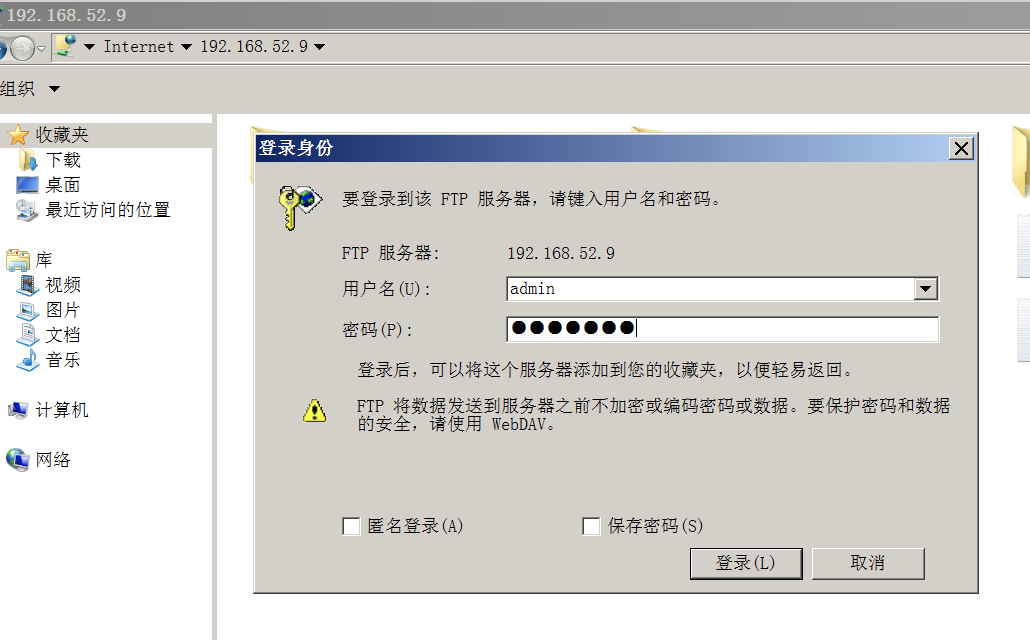 192.168.52.9
Internet 192.168.52.9
组织
收藏夹
下载
桌面
最近访问的位置
库
视频
图片
文档
音乐
计算机
网络
登录身份
要登录到该 FTP 服务器，请键入用户名和密码。
FTP 服务器: 192.168.52.9
用户名(U): admin
密码(P): ●●●●●●●
登录后，可以将这个服务器添加到您的收藏夹，以便轻易返回。
FTP 将数据发送到服务器之前不加密或编码密码或数据。要保护密码和数据
的安全，请使用 WebDAV。
匿名登录(A) 保存密码(S)
登录(L) 取消